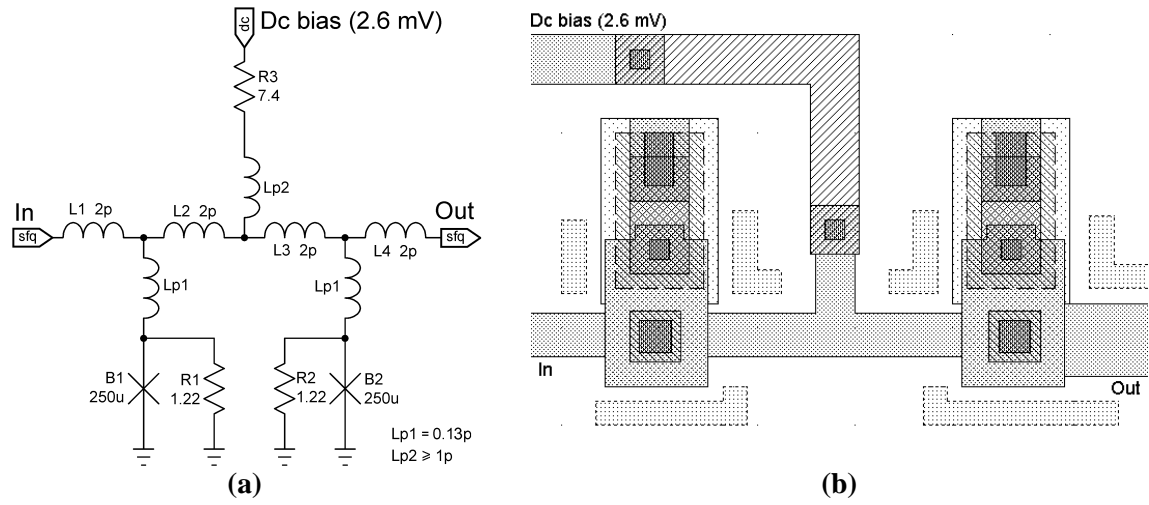 dc Dc bias (2.6 mV)
R3
7.4
Lp2
In
L1 2p
L2 2p
Out
sfq
L3 2p
L4 2p
sfq
Lp1
Lp1
B1
250u
R1
1.22
R2
1.22
B2
250u
Lp1 = 0.13p
Lp2 ⩾ 1p
(a)
Dc bias (2.6 mV)
In
Out
(b)